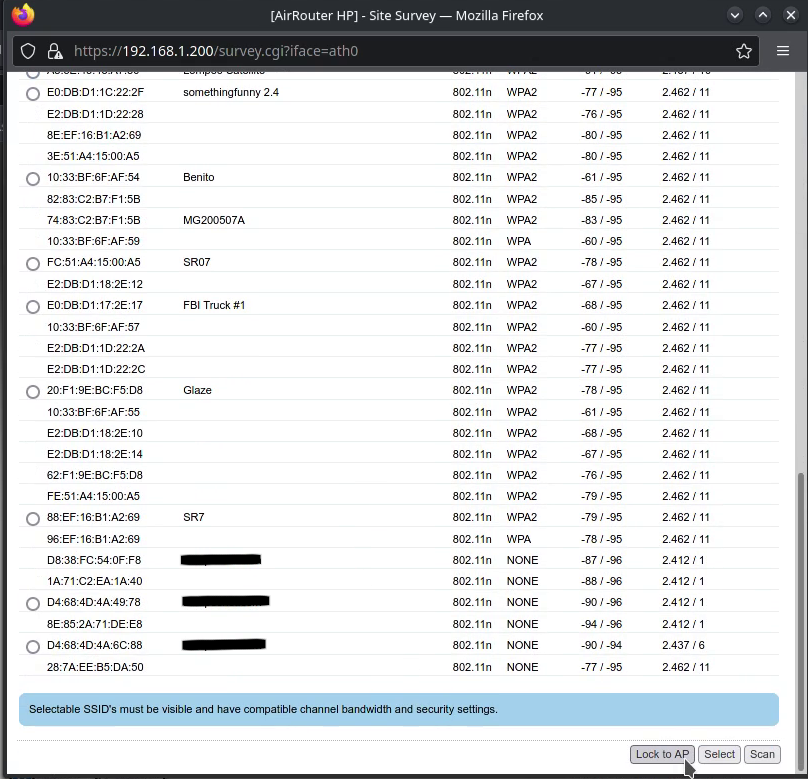 [AirRouter HP] - Site Survey — Mozilla Firefox
https://192.168.1.200/survey.cgi?iface=ath0
E0:DB:D1:1C:22:2F somethingfunny 2.4 802.11n WPA2 -77 / -95 2.462 / 11
E2:DB:D1:1D:22:28 802.11n WPA2 -76 / -95 2.462 / 11
8E:EF:16:B1:A2:69 802.11n WPA2 -80 / -95 2.462 / 11
3E:51:A4:15:00:A5 802.11n WPA2 -80 / -95 2.462 / 11
10:33:BF:6F:AF:54 Benito 802.11n WPA2 -61 / -95 2.462 / 11
82:83:C2:B7:F1:5B 802.11n WPA2 -85 / -95 2.462 / 11
74:83:C2:B7:F1:5B MG200507A 802.11n WPA2 -83 / -95 2.462 / 11
10:33:BF:6F:AF:59 802.11n WPA -60 / -95 2.462 / 11
FC:51:A4:15:00:A5 SR07 802.11n WPA2 -78 / -95 2.462 / 11
E2:DB:D1:18:2E:12 802.11n WPA2 -67 / -95 2.462 / 11
E0:DB:D1:17:2E:17 FBI Truck #1 802.11n WPA2 -68 / -95 2.462 / 11
10:33:BF:6F:AF:57 802.11n WPA2 -60 / -95 2.462 / 11
E2:DB:D1:1D:22:2A 802.11n WPA2 -77 / -95 2.462 / 11
E2:DB:D1:1D:22:2C 802.11n WPA2 -77 / -95 2.462 / 11
20:F1:9E:BC:F5:D8 Glaze 802.11n WPA2 -78 / -95 2.462 / 11
10:33:BF:6F:AF:55 802.11n WPA2 -61 / -95 2.462 / 11
E2:DB:D1:18:2E:10 802.11n WPA2 -68 / -95 2.462 / 11
E2:DB:D1:18:2E:14 802.11n WPA2 -67 / -95 2.462 / 11
62:F1:9E:BC:F5:D8 802.11n WPA2 -76 / -95 2.462 / 11
FE:51:A4:15:00:A5 802.11n WPA2 -79 / -95 2.462 / 11
88:EF:16:B1:A2:69 SR7 802.11n WPA2 -79 / -95 2.462 / 11
96:EF:16:B1:A2:69 802.11n WPA -78 / -95 2.462 / 11
D8:38:FC:54:0F:F8 802.11n NONE -87 / -96 2.412 / 1
1A:71:C2:EA:1A:40 802.11n NONE -88 / -96 2.412 / 1
D4:68:4D:4A:49:78 802.11n NONE -90 / -96 2.412 / 1
8E:85:2A:71:DE:E8 802.11n NONE -94 / -96 2.412 / 1
D4:68:4D:4A:6C:88 802.11n NONE -90 / -94 2.437 / 6
28:7A:EE:B5:DA:50 802.11n NONE -77 / -95 2.462 / 11
Selectable SSID's must be visible and have compatible channel bandwidth and security settings.
Lock to AP Select Scan